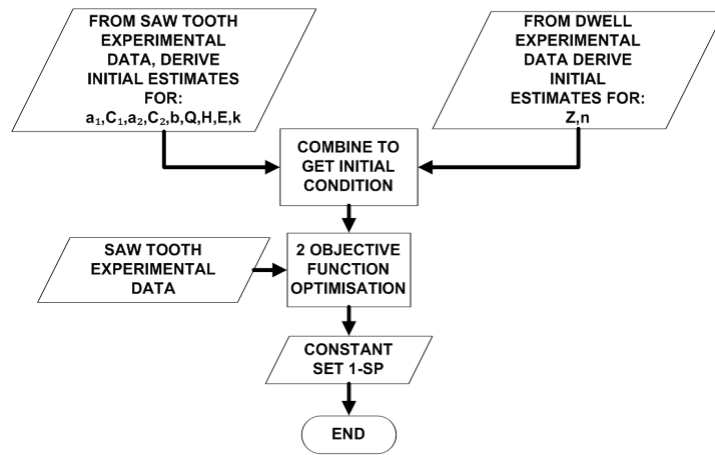 FROM SAW TOOTH
EXPERIMENTAL
DATA, DERIVE
INITIAL ESTIMATES
FOR:
a₁,C₁,a₂,C₂,b,Q,H,E,k
FROM DWELL
EXPERIMENTAL
DATA DERIVE
INITIAL
ESTIMATES FOR:
Z,n
COMBINE TO
GET INITIAL
CONDITION
SAW TOOTH
EXPERIMENTAL
DATA
2 OBJECTIVE
FUNCTION
OPTIMISATION
CONSTANT
SET 1-SP
END